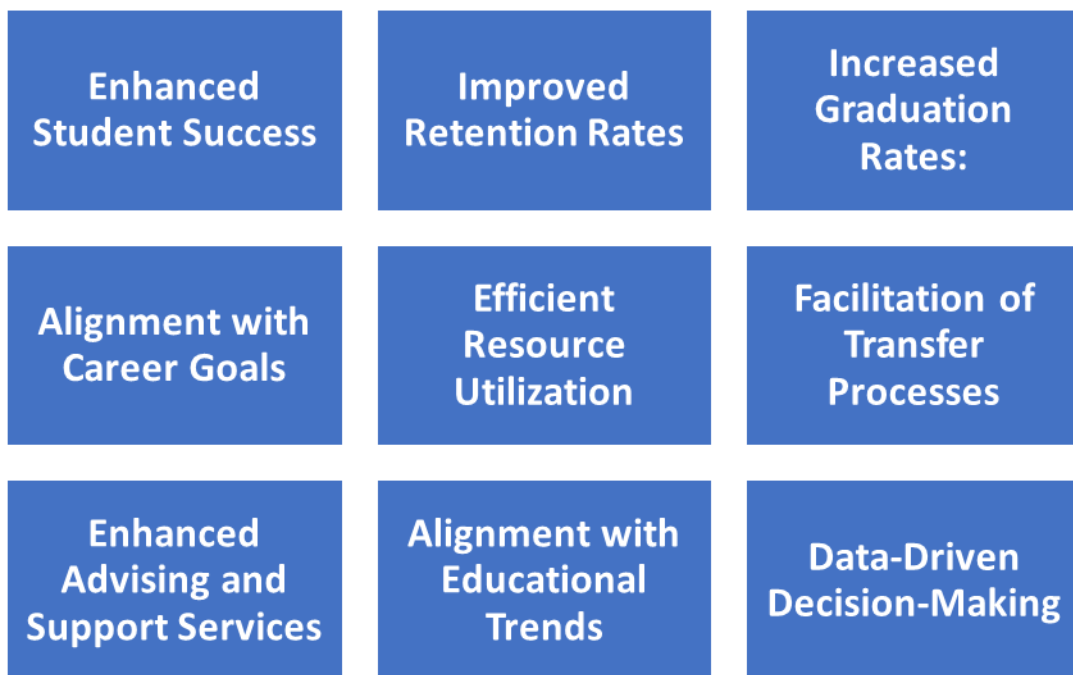 Enhanced
Student Success
Improved
Retention Rates
Increased
Graduation
Rates:
Alignment with
Career Goals
Efficient
Resource
Utilization
Facilitation of
Transfer
Processes
Enhanced
Advising and
Support Services
Alignment with
Educational
Trends
Data-Driven
Decision-Making